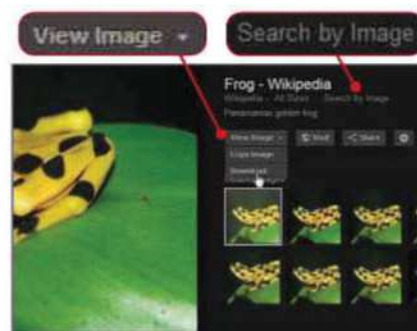 View Image
Search by Image
Frog - Wikipedia
Wikipedia - All Sizes Search by Image
Panamanian golden frog
View Image
Visit
Share
Copy Image
Download